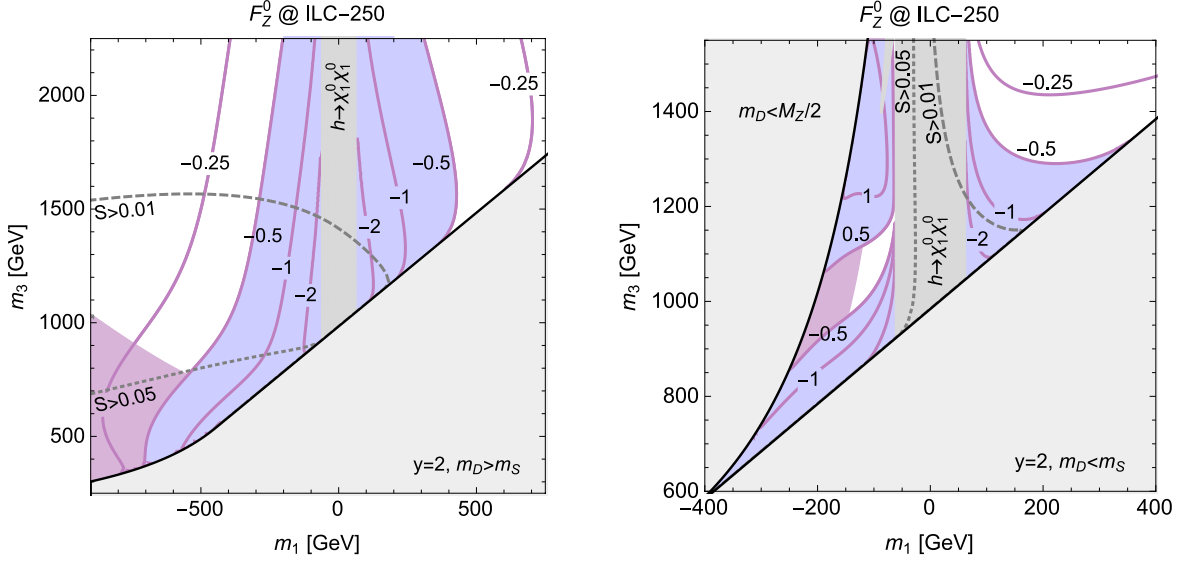 F_Z^0 @ ILC-250
2000
1500
1000
500
m_3 [GeV]
-500
0
500
m_1 [GeV]
-0.25
-0.25
-0.5
-0.5
-1
-1
-2
-2
h→χ_1^0 χ_1^0
S>0.01
S>0.05
y=2, m_D>m_S
F_Z^0 @ ILC-250
1400
1200
1000
800
600
m_3 [GeV]
-400
-200
0
200
400
m_1 [GeV]
m_D<M_Z/2
S>0.05
S>0.01
-0.25
-0.5
-1
-2
1
0.5
-0.5
-1
h→χ_1^0 χ_1^0
y=2, m_D<m_S